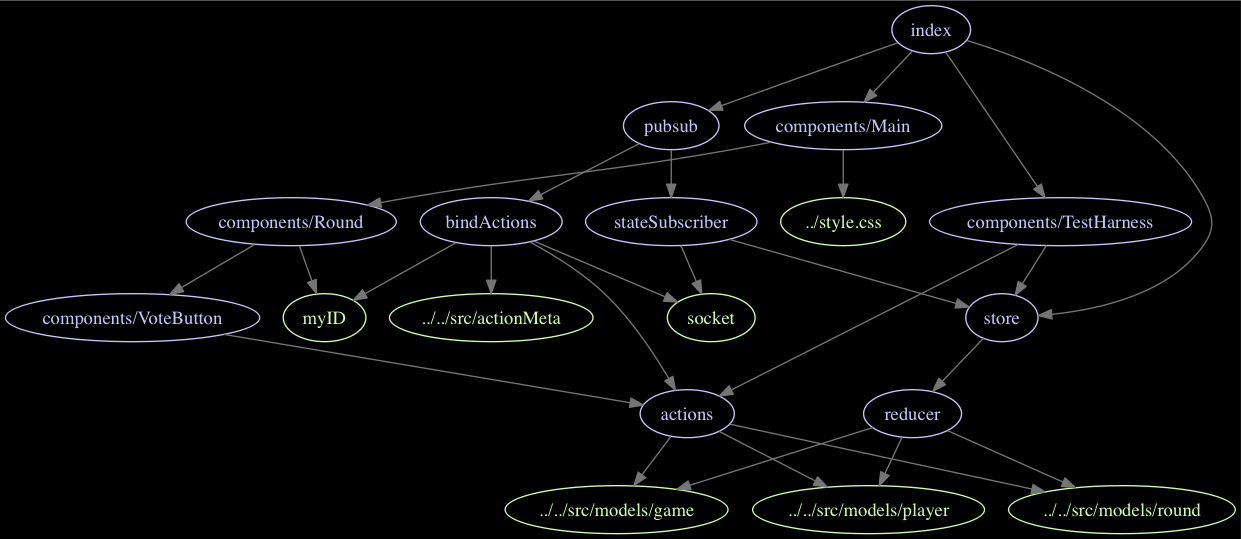 index
pubsub
components/Main
components/Round
bindActions
stateSubscriber
../style.css
components/TestHarness
components/VoteButton
myID
../../src/actionMeta
socket
store
actions
reducer
../../src/models/game
../../src/models/player
../../src/models/round